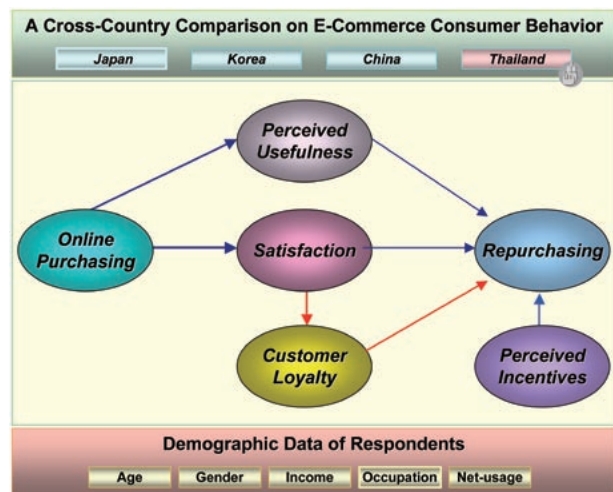 A Cross-Country Comparison on E-Commerce Consumer Behavior
Japan Korea China Thailand
Perceived
Usefulness
Online
Purchasing
Satisfaction
Repurchasing
Customer
Loyalty
Perceived
Incentives
Demographic Data of Respondents
Age Gender Income Occupation Net-usage